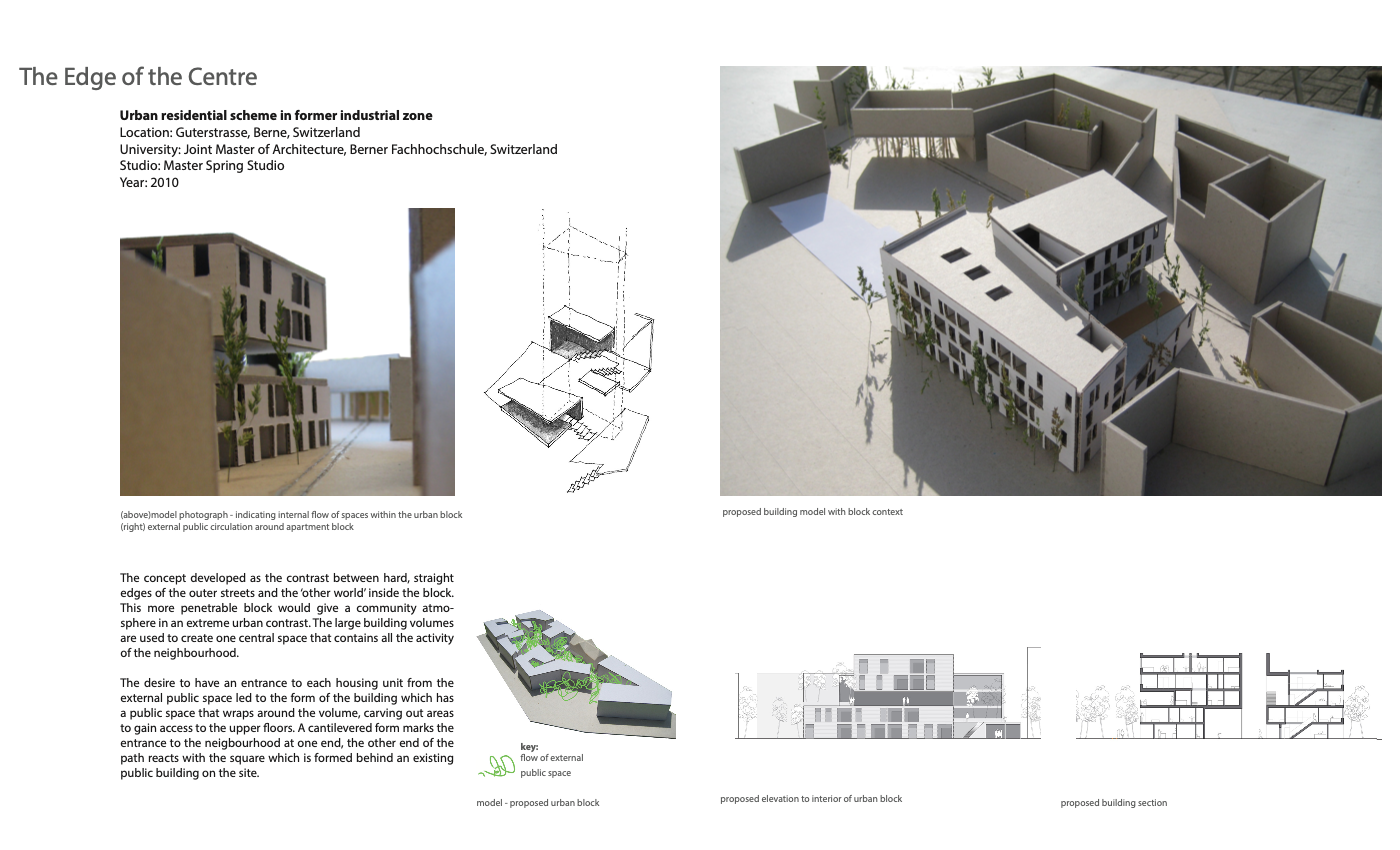 The Edge of the Centre
Urban residential scheme in former industrial zone
Location: Guterstrasse, Berne, Switzerland
University: Joint Master of Architecture, Berner Fachhochschule, Switzerland
Studio: Master Spring Studio
Year: 2010
(above)model photograph - indicating internal flow of spaces within the urban block
(right) external public circulation around apartment block
proposed building model with block context
The concept developed as the contrast between hard, straight
edges of the outer streets and the ‘other world’ inside the block.
This more penetrable block would give a community atmo-
sphere in an extreme urban contrast. The large building volumes
are used to create one central space that contains all the activity
of the neighbourhood.
The desire to have an entrance to each housing unit from the
external public space led to the form of the building which has
a public space that wraps around the volume, carving out areas
to gain access to the upper floors. A cantilevered form marks the
entrance to the neigbourhood at one end, the other end of the
path reacts with the square which is formed behind an existing
public building on the site.
key:
flow of external
public space
model - proposed urban block
proposed elevation to interior of urban block
proposed building section